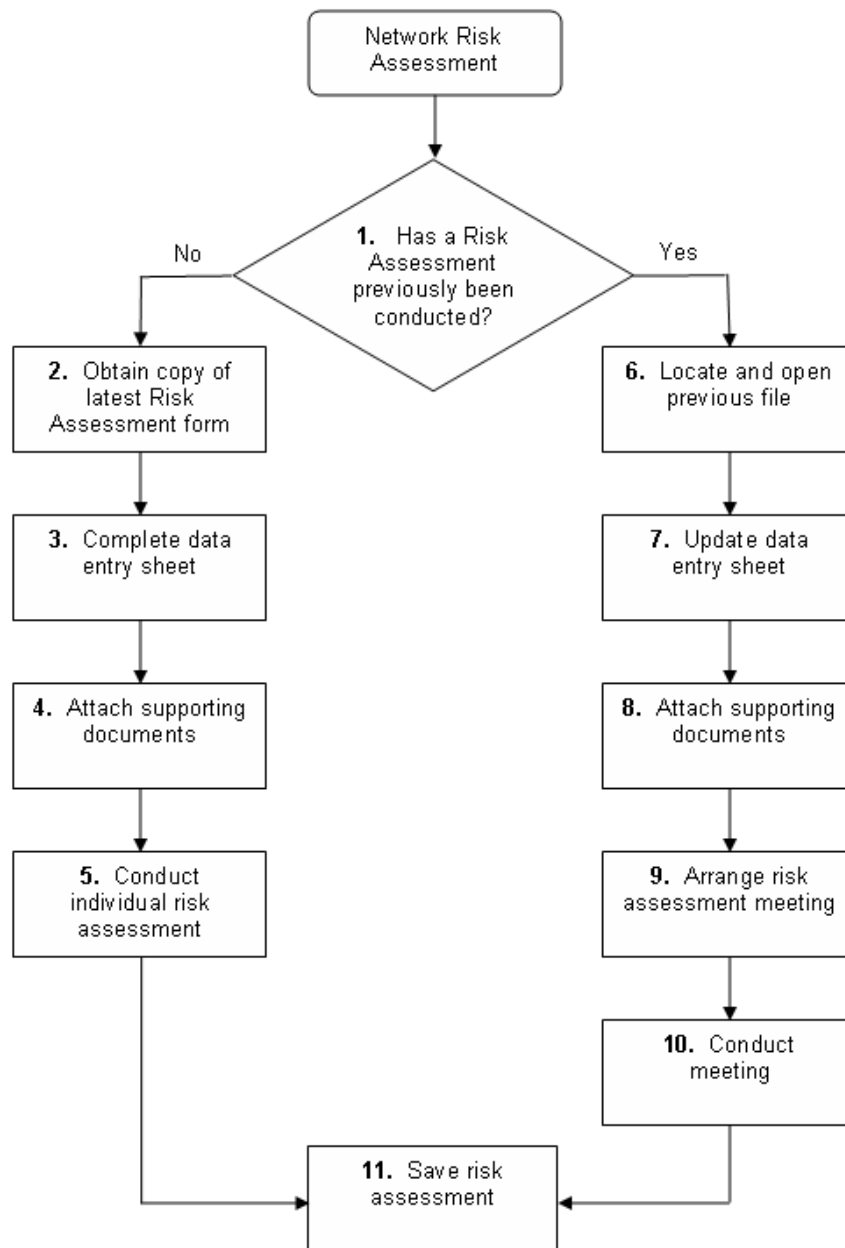 Network Risk
Assessment
1. Has a Risk
Assessment
previously been
conducted?
No
Yes
2. Obtain copy of
latest Risk
Assessment form
3. Complete data
entry sheet
4. Attach supporting
documents
5. Conduct
individual risk
assessment
6. Locate and open
previous file
7. Update data
entry sheet
8. Attach supporting
documents
9. Arrange risk
assessment meeting
10. Conduct
meeting
11. Save risk
assessment